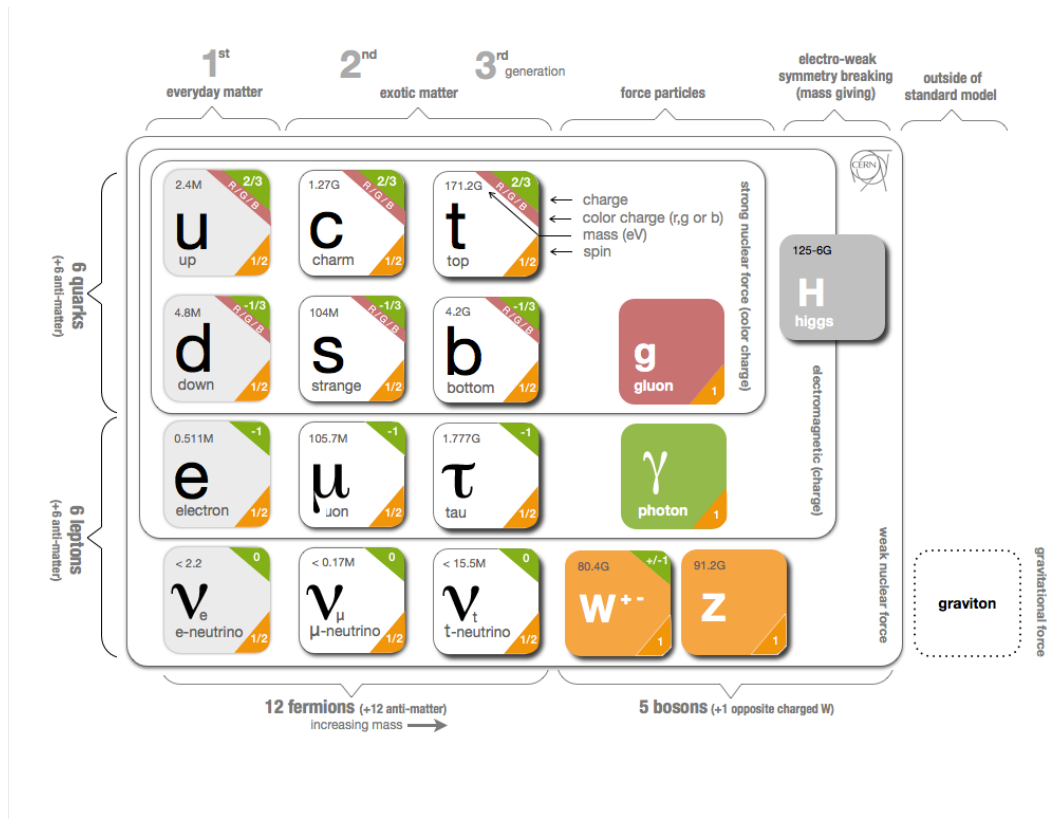 1st
2nd
3rd generation
everyday matter
exotic matter
force particles
electro-weak
symmetry breaking
(mass giving)
outside of
standard model
CERN
6 quarks
(+6 anti-matter)
2.4M
2/3
R/G/B
u
up
1/2
1.27G
2/3
R/G/B
c
charm
1/2
171.2G
2/3
R/G/B
t
top
1/2
charge
color charge (r,g or b)
mass (eV)
spin
strong nuclear force (color charge)
125-6G
H
higgs
4.8M
-1/3
R/G/B
d
down
1/2
104M
-1/3
R/G/B
s
strange
1/2
4.2G
-1/3
R/G/B
b
bottom
1/2
g
gluon
1
electromagnetic (charge)
6 leptons
(+6 anti-matter)
0.511M
-1
e
electron
1/2
105.7M
-1
μ
uon
1/2
1.777G
-1
τ
tau
1/2
γ
photon
1
weak nuclear force
< 2.2
0
νe
e-neutrino
1/2
< 0.17M
0
νμ
μ-neutrino
1/2
< 15.5M
0
νt
t-neutrino
1/2
80.4G
+/-1
W+-
1
91.2G
Z
1
graviton
gravitational force
12 fermions (+12 anti-matter)
increasing mass
5 bosons (+1 opposite charged W)